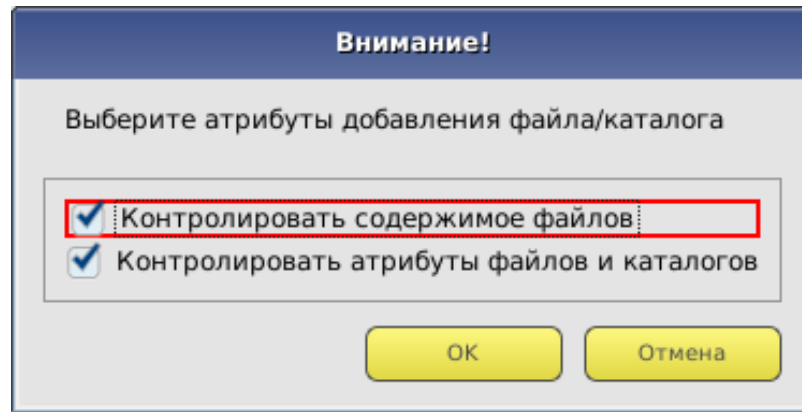 Внимание!
Выберите атрибуты добавления файла/каталога
Контролировать содержимое файлов
Контролировать атрибуты файлов и каталогов
ОК
Отмена